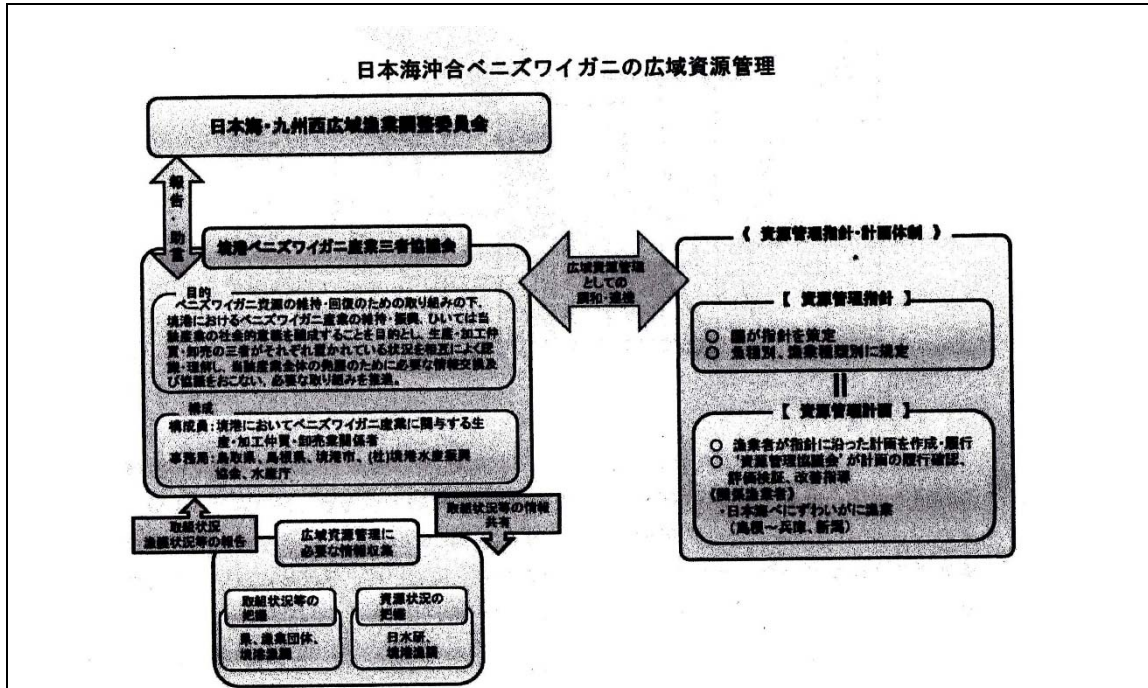 日本海沖合ベニズワイガニの広域資源管理
日本海・九州西広域漁業調整委員会
報告・助言
境港ベニズワイガニ産業三者協議会
目的
ベニズワイガニ資源の維持・回復のための取り組みの下、
境港におけるベニズワイガニ産業の維持・振興、ひいては当
該産業の社会的意義を醸成することを目的とし、生産・加工仲
買・卸売の三者がそれぞれ置かれている状況を相互によく認
識・理解し、当該産業全体の発展のために必要な情報交換及
び協議をおこない、必要な取り組みを推進。
構成
構成員:境港においてベニズワイガニ産業に関与する生
産・加工仲買・卸売業関係者
事務局:鳥取県、島根県、境港市、(社)境港水産振興
協会、水産庁
広域資源管理
としての
調和・連携
《 資源管理指針・計画体制 》
【 資源管理指針 】
○ 国が指針を策定
○ 魚種別、漁業種類別に規定
【 資源管理計画 】
○ 漁業者が指針に沿った計画を作成・履行
○ '資源管理協議会'が計画の履行確認、
評価検証、改善指導
(関係漁業者)
・日本海べにずわいがに漁業
(島根~兵庫、新潟)
取組状況
漁獲状況等の報告
取組状況等の情報
共有
広域資源管理に
必要な情報収集
取組状況等の
把握
県、漁業団体、
境港漁調
資源状況の
把握
日水研、
境港漁調